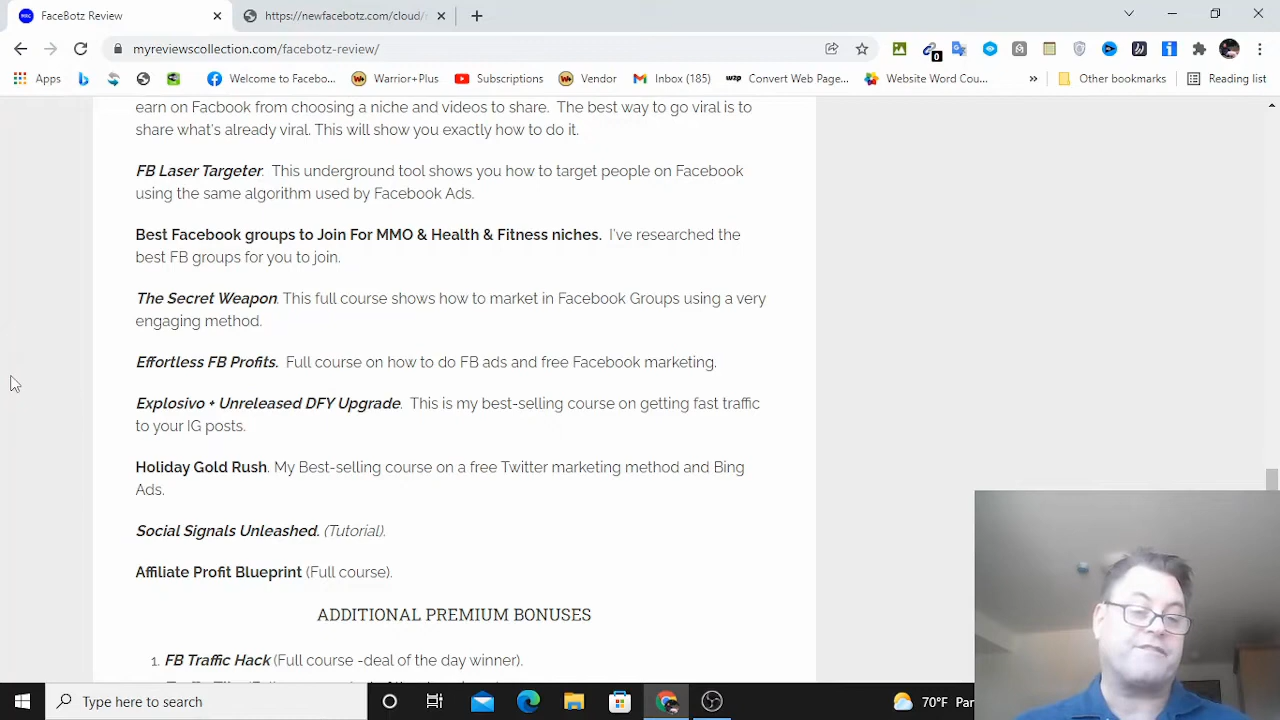 FaceBotz Review
https://newfacebotz.com/cloud/
myreviewscollection.com/facebotz-review/
Apps
Welcome to Facebo...
Warrior+Plus
Subscriptions
Vendor
Inbox (185)
Convert Web Page...
Website Word Cou...
Other bookmarks
Reading list
earn on Facbook from choosing a niche and videos to share. The best way to go viral is to
share what's already viral. This will show you exactly how to do it.
FB Laser Targeter. This underground tool shows you how to target people on Facebook
using the same algorithm used by Facebook Ads.
Best Facebook groups to Join For MMO & Health & Fitness niches. I've researched the
best FB groups for you to join.
The Secret Weapon. This full course shows how to market in Facebook Groups using a very
engaging method.
Effortless FB Profits. Full course on how to do FB ads and free Facebook marketing.
Explosivo + Unreleased DFY Upgrade. This is my best-selling course on getting fast traffic
to your IG posts.
Holiday Gold Rush. My Best-selling course on a free Twitter marketing method and Bing
Ads.
Social Signals Unleashed. (Tutorial).
Affiliate Profit Blueprint (Full course).
ADDITIONAL PREMIUM BONUSES
1. FB Traffic Hack (Full course -deal of the day winner).
Type here to search
70°F Par